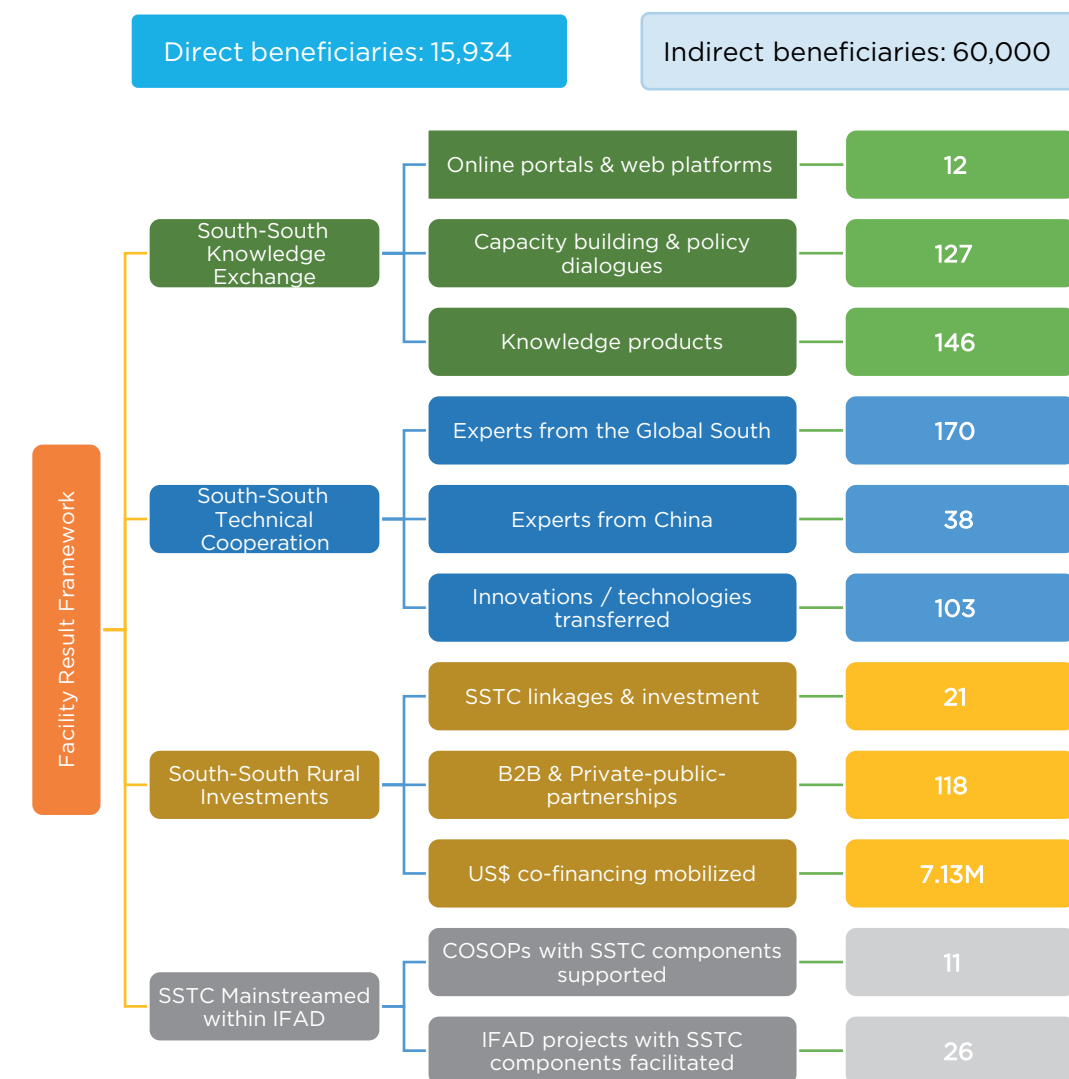 Direct beneficiaries: 15,934
Indirect beneficiaries: 60,000
Facility Result Framework
South-South
Knowledge
Exchange
Online portals & web platforms
12
Capacity building & policy
dialogues
127
Knowledge products
146
South-South
Technical
Cooperation
Experts from the Global South
170
Experts from China
38
Innovations / technologies
transferred
103
South-South Rural
Investments
SSTC linkages & investment
21
B2B & Private-public-
partnerships
118
US$ co-financing mobilized
7.13M
SSTC Mainstreamed
within IFAD
COSOPs with SSTC components
supported
11
IFAD projects with SSTC
components facilitated
26